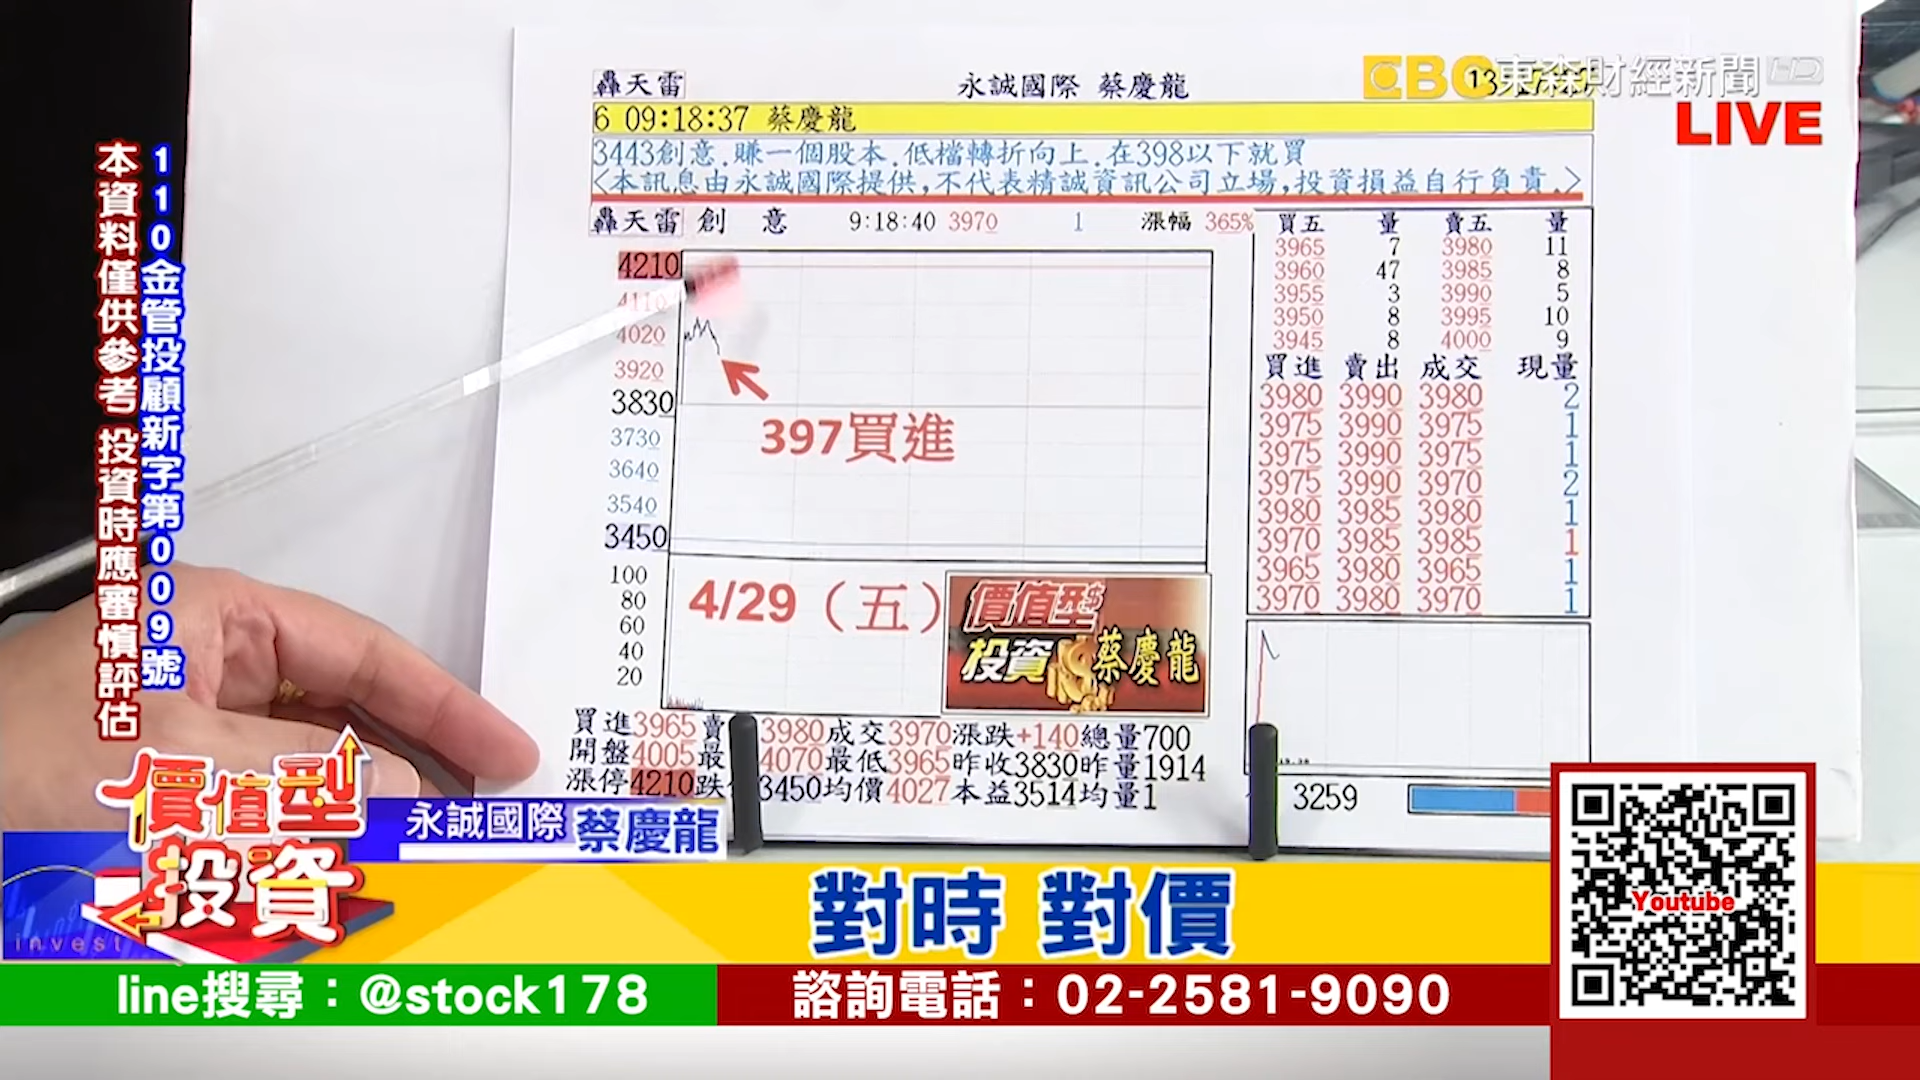 轟天雷
永誠國際 蔡慶龍
EBC
東森財經新聞 HD
LIVE
6 09:18:37 蔡慶龍
3443創意.賺一個股本.低檔轉折向上.在398以下就買
<本訊息由永誠國際提供,不代表精誠資訊公司立場,投資損益自行負責.>
轟天雷 創 意 9:18:40 3970 1 漲幅 365%
買五 量 賣五 量
3965 7 3980 11
3960 47 3985 8
3955 3 3990 5
3950 8 3995 10
3945 8 4000 9
買進 賣出 成交 現量
3980 3990 3980 2
3975 3990 3975 1
3975 3990 3975 1
3975 3990 3970 2
3980 3985 3980 1
3970 3985 3985 1
3965 3980 3965 1
3970 3980 3970 1
4210
4110
4020
3920
3830
3730
3640
3540
3450
397買進
100
80
60
40
20
4/29（五）
價值型
投資 蔡慶龍
買進3965賣 3980成交3970漲跌+140總量700
開盤4005最 4070最低3965昨收3830昨量1914
漲停4210跌 3450均價4027本益3514均量1
3259
110金管投顧新字第009號
本資料僅供參考 投資時應審慎評估
價值型
投資
invest
永誠國際 蔡慶龍
對時 對價
Youtube
line搜尋：@stock178
諮詢電話：02-2581-9090